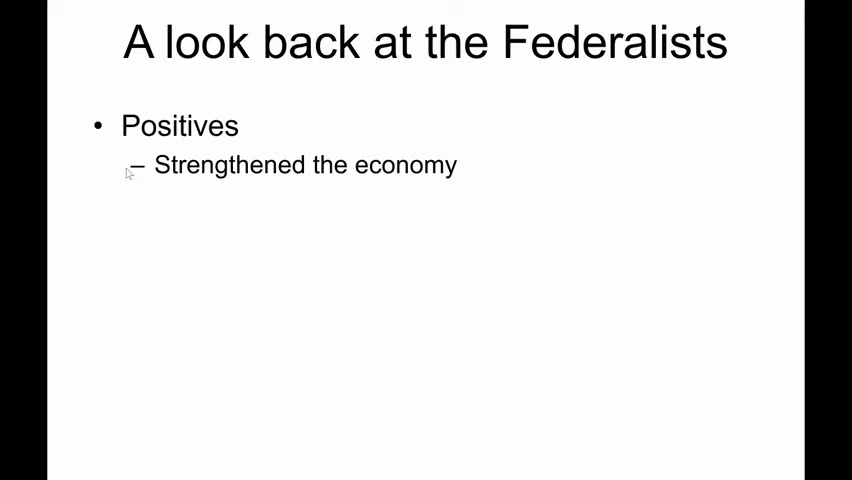 A look back at the Federalists
• Positives
– Strengthened the economy